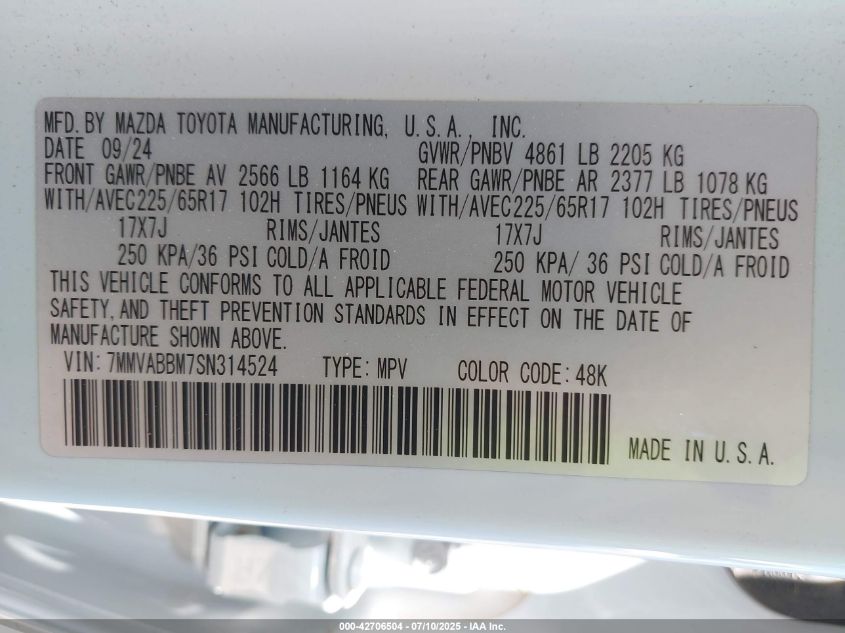 MFD. BY MAZDA TOYOTA MANUFACTURING, U.S.A., INC.
DATE 09/24 GVWR/PNBV 4861 LB 2205 KG
FRONT GAWR/PNBE AV 2566 LB 1164 KG REAR GAWR/PNBE AR 2377 LB 1078 KG
WITH/AVEC225/65R17 102H TIRES/PNEUS WITH/AVEC225/65R17 102H TIRES/PNEUS
17X7J RIMS/JANTES 17X7J RIMS/JANTES
250 KPA/36 PSI COLD/A FROID 250 KPA/ 36 PSI COLD/A FROID
THIS VEHICLE CONFORMS TO ALL APPLICABLE FEDERAL MOTOR VEHICLE
SAFETY, AND THEFT PREVENTION STANDARDS IN EFFECT ON THE DATE OF
MANUFACTURE SHOWN ABOVE.
VIN: 7MMVABBM7SN314524 TYPE: MPV COLOR CODE: 48K
MADE IN U.S.A.
000-42706504 - 07/10/2025 - IAA Inc.